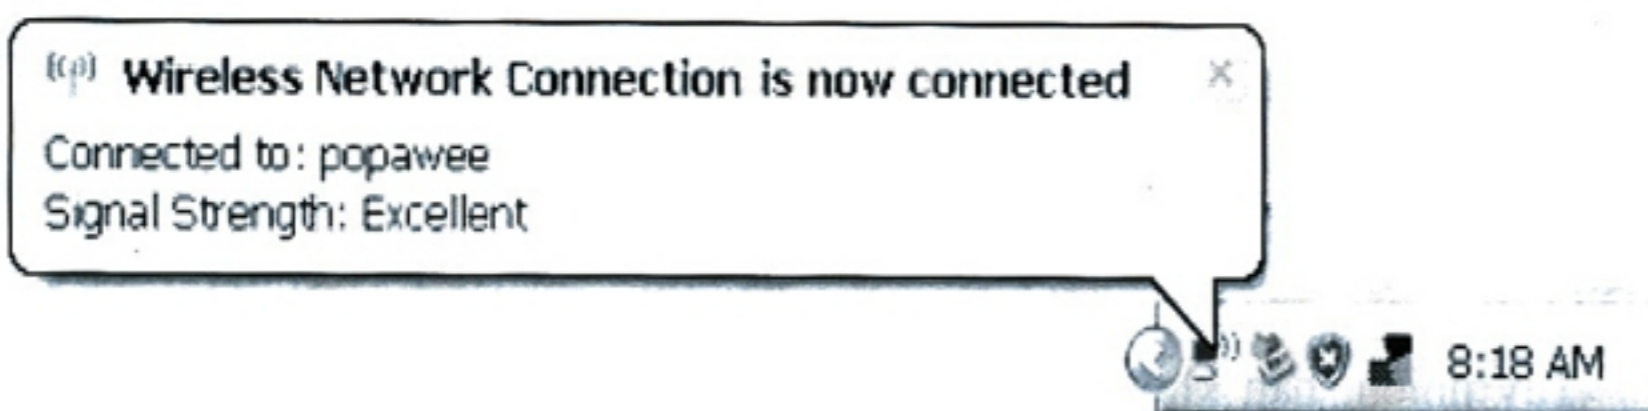 Wireless Network Connection is now connected
Connected to: popawee
Signal Strength: Excellent
8:18 AM